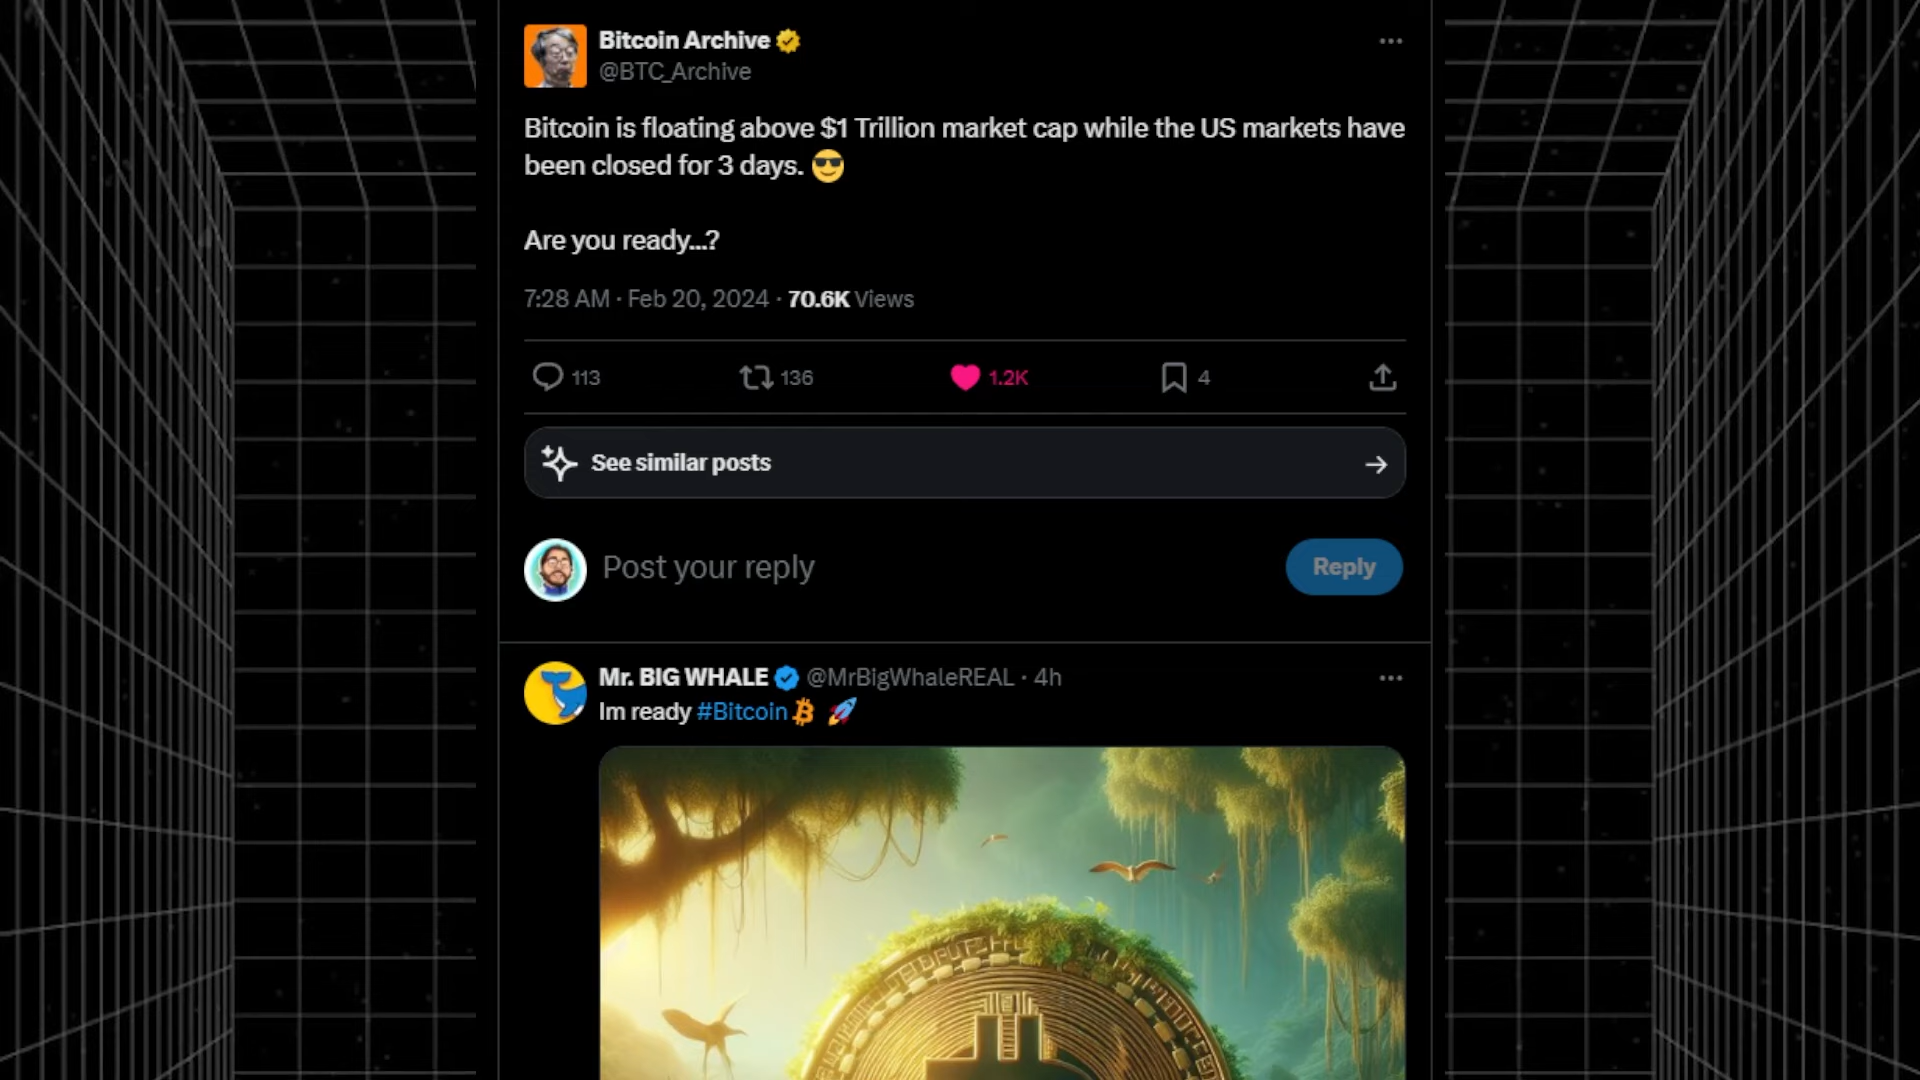 Bitcoin Archive
@BTC_Archive
Bitcoin is floating above $1 Trillion market cap while the US markets have
been closed for 3 days. 😎
Are you ready...?
7:28 AM · Feb 20, 2024 · 70.6K Views
113 136 1.2K 4
See similar posts
Post your reply
Reply
Mr. BIG WHALE @MrBigWhaleREAL · 4h
Im ready #Bitcoin 🚀